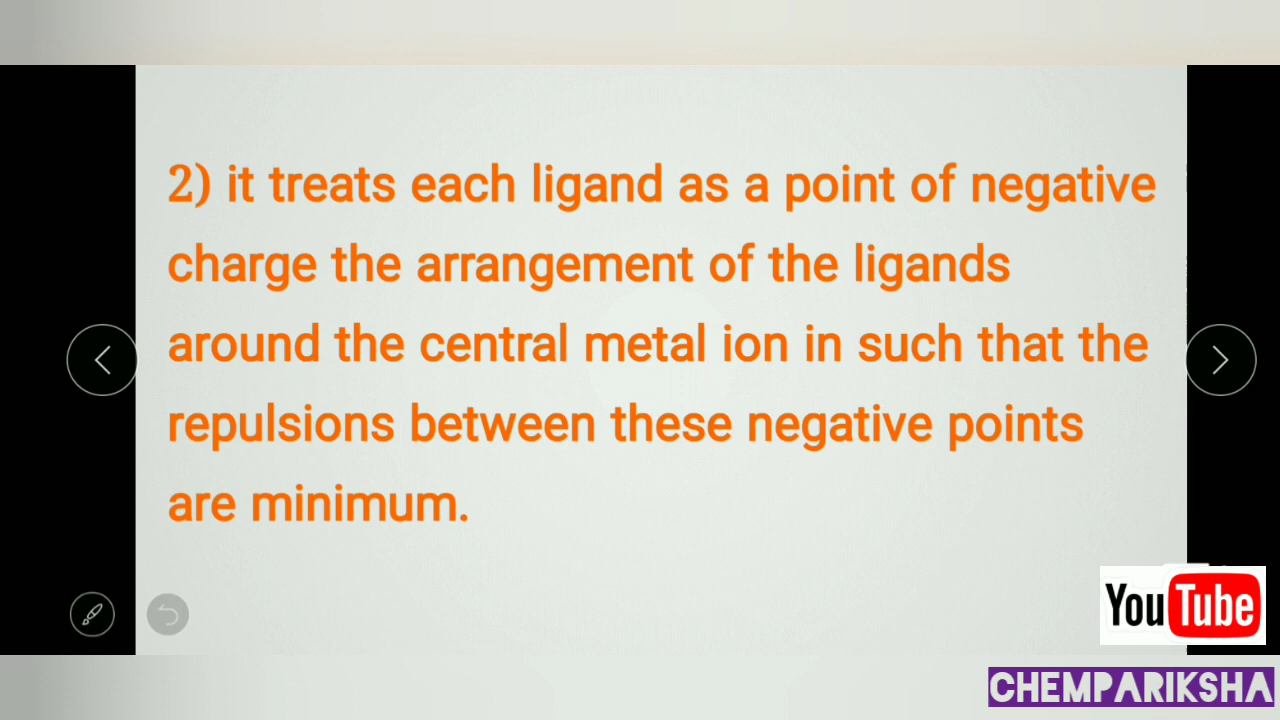 2) it treats each ligand as a point of negative
charge the arrangement of the ligands
around the central metal ion in such that the
repulsions between these negative points
are minimum.
YouTube
CHEMPARIKSHA